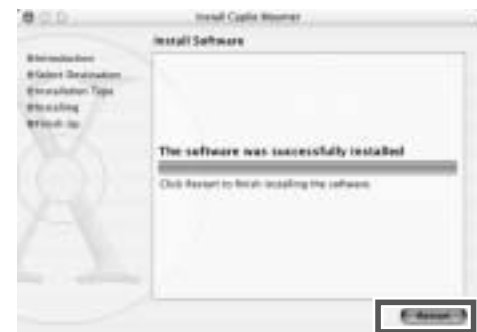 Install Caplio Mounter
Install Software
Introduction
Select Destination
Installation Type
Installing
Finish Up
The software was successfully installed
Click Restart to finish installing the software.
Restart